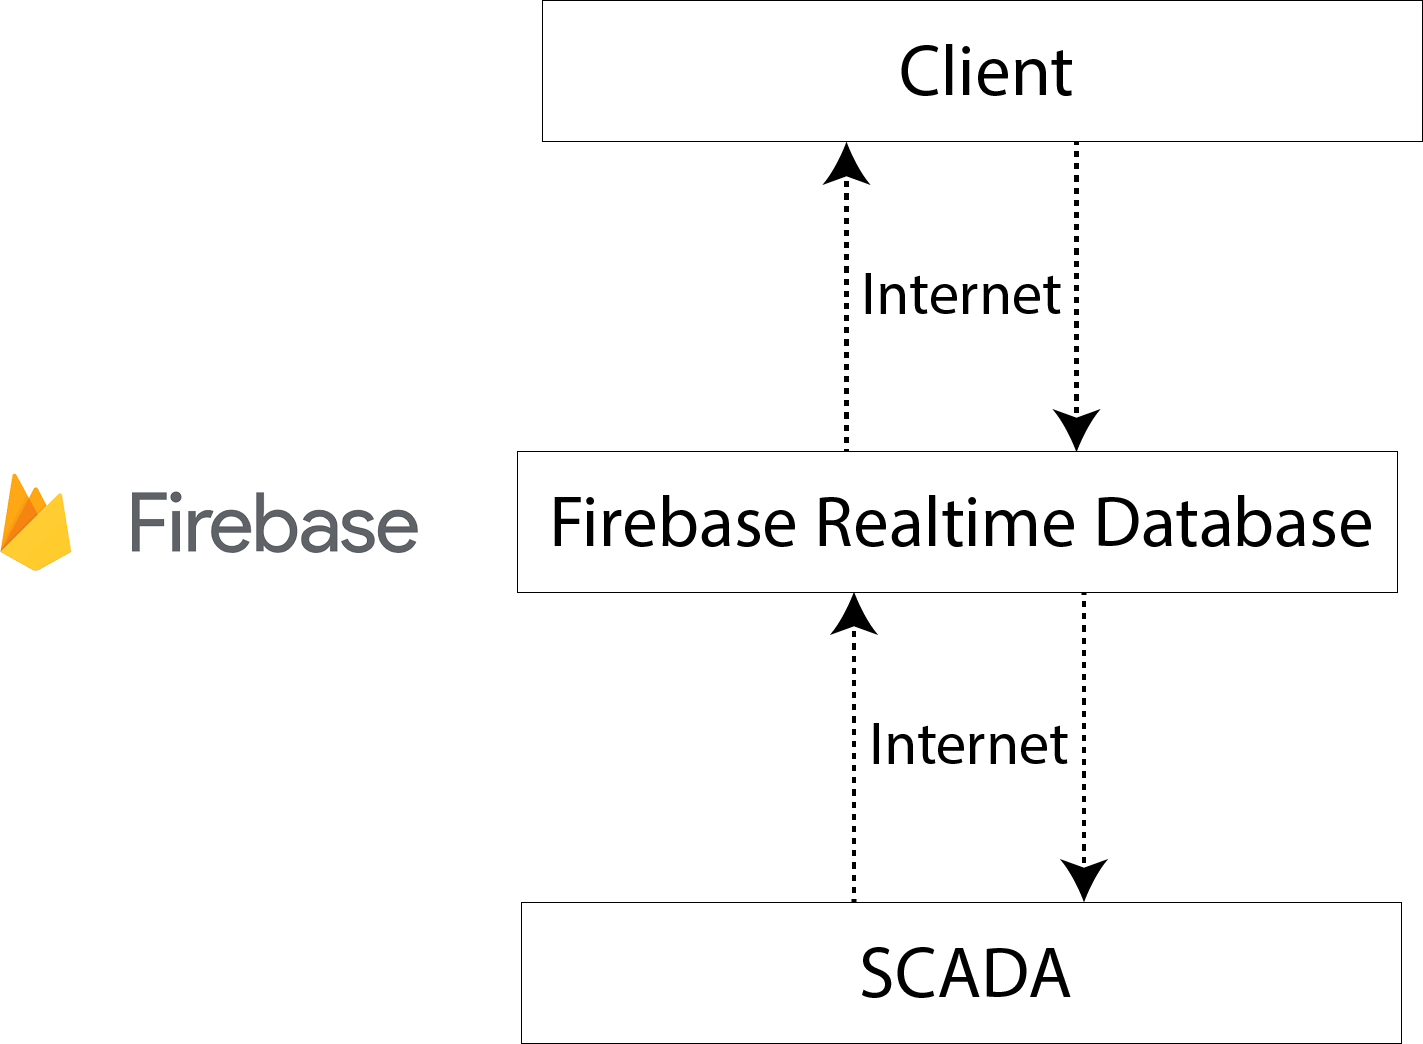 Client
Internet
Firebase
Firebase Realtime Database
Internet
SCADA